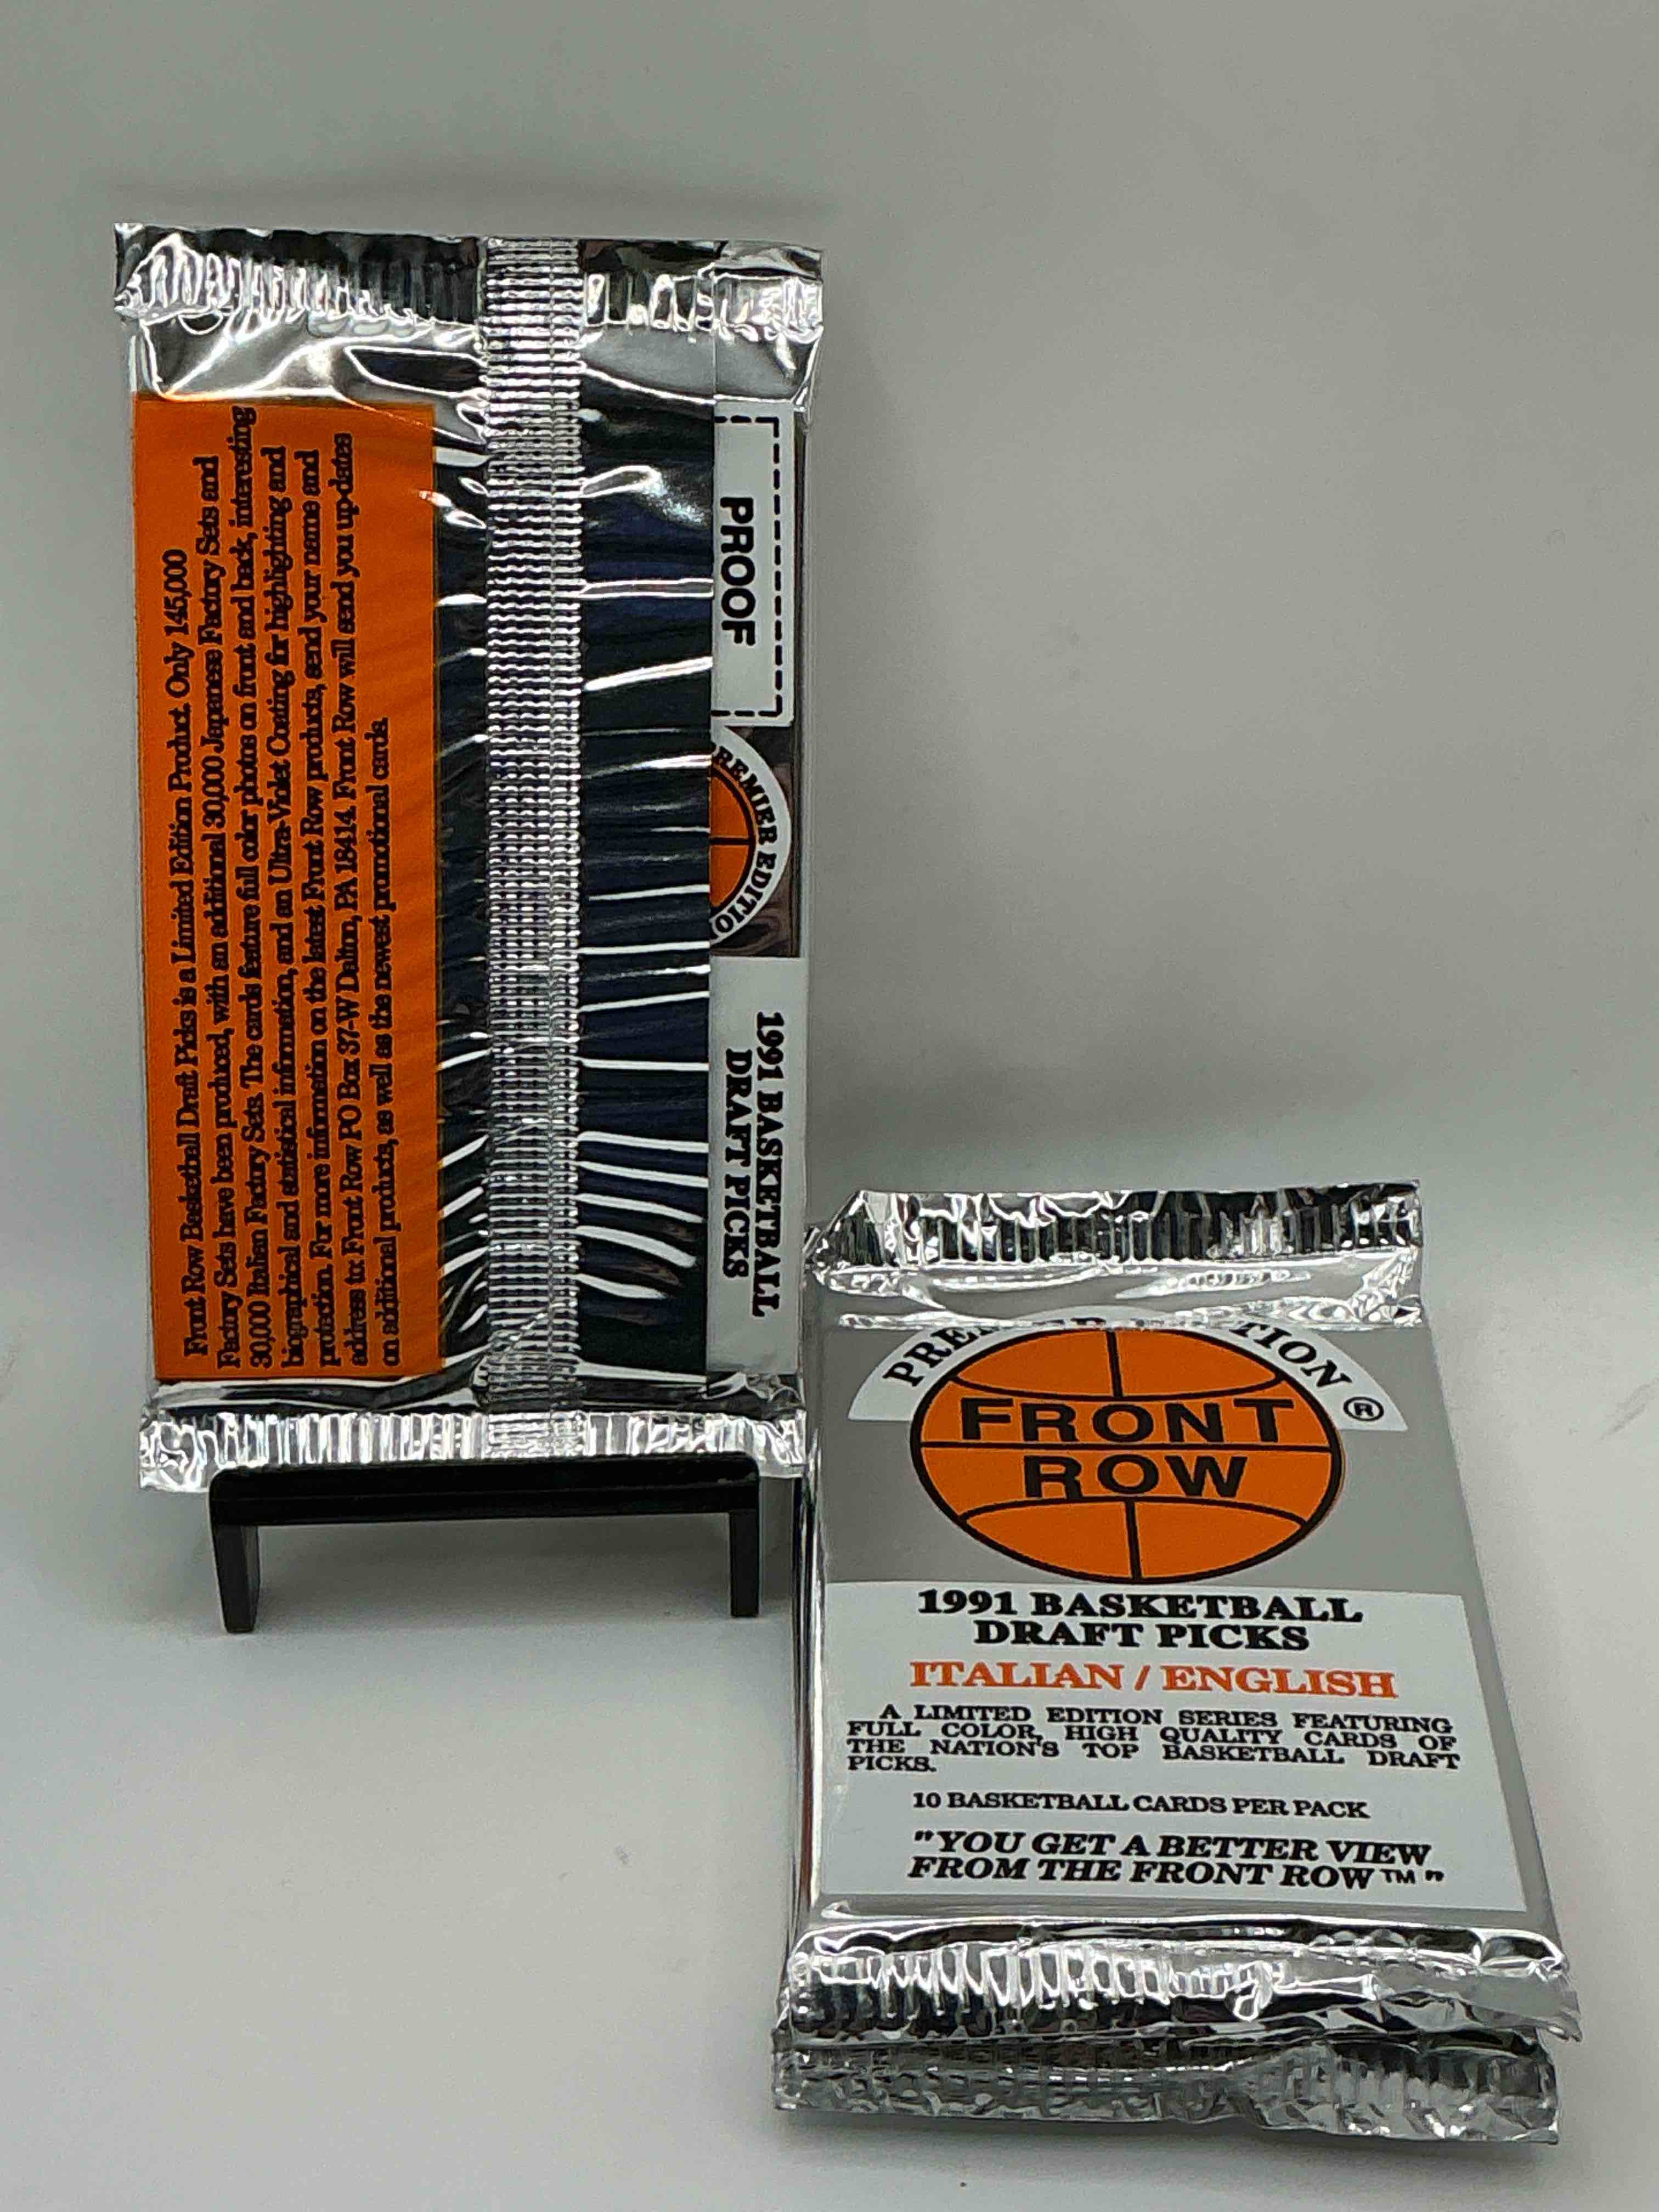 Front Row Basketball Draft Picks is a Limited Edition Product. Only 145,000
Factory Sets have been produced, with an additional 30,000 Japanese Factory Sets and
30,000 Italian Factory Sets. The cards feature full color photos on front and back, interesting
biographical and statistical information, and an Ultra-Violet Coating for highlighting and
protection. For more information on the latest Front Row products, send your name and
address to: Front Row PO Box 37-W Dalton, PA 18414. Front Row will send you up-dates
on additional products, as well as the newest promotional cards.
PROOF
REMIER EDITIO
1991 BASKETBALL
DRAFT PICKS
PREMIER EDITION ®
FRONT
ROW
1991 BASKETBALL
DRAFT PICKS
ITALIAN / ENGLISH
A LIMITED EDITION SERIES FEATURING
FULL COLOR, HIGH QUALITY CARDS OF
THE NATION'S TOP BASKETBALL DRAFT
PICKS.
10 BASKETBALL CARDS PER PACK
"YOU GET A BETTER VIEW
FROM THE FRONT ROW™"